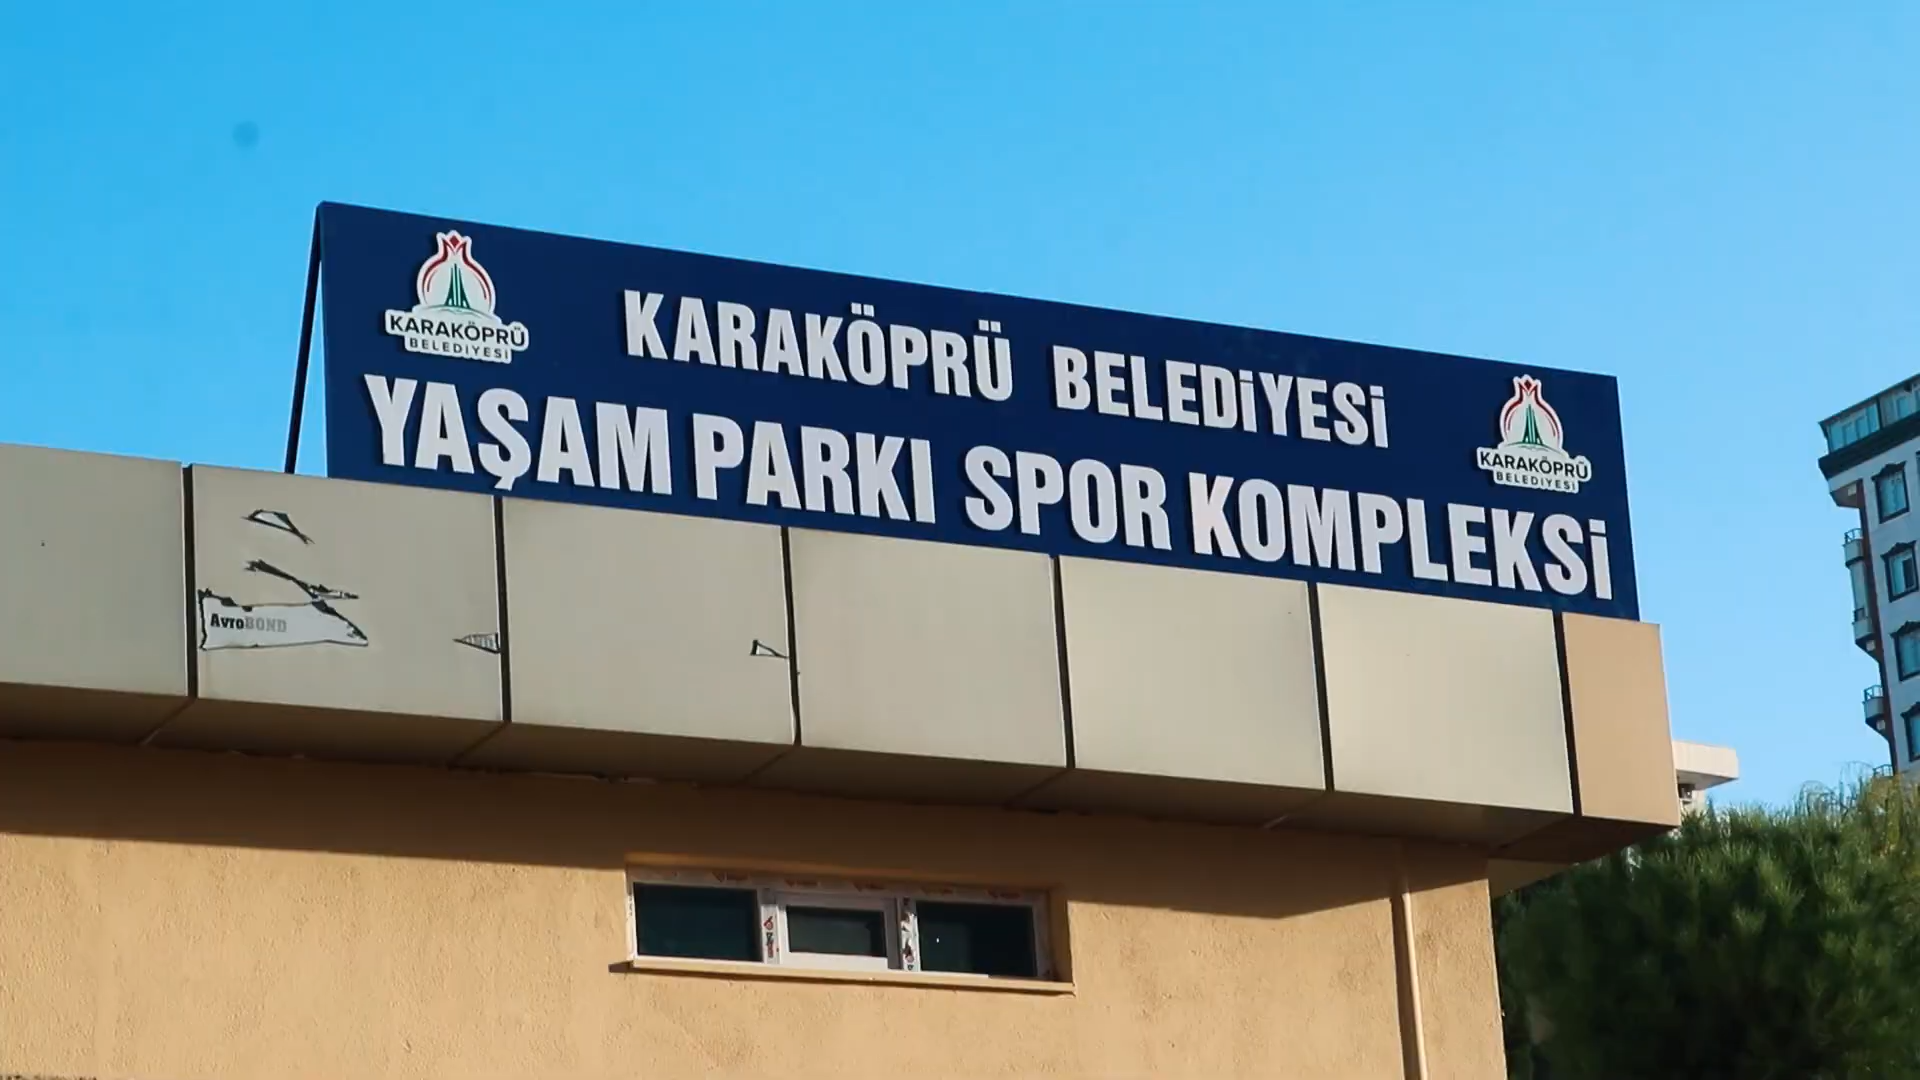 KARAKÖPRÜ
BELEDİYESİ
KARAKÖPRÜ BELEDİYESİ
YAŞAM PARKI SPOR KOMPLEKSİ
KARAKÖPRÜ
BELEDİYESİ
AvroBOND